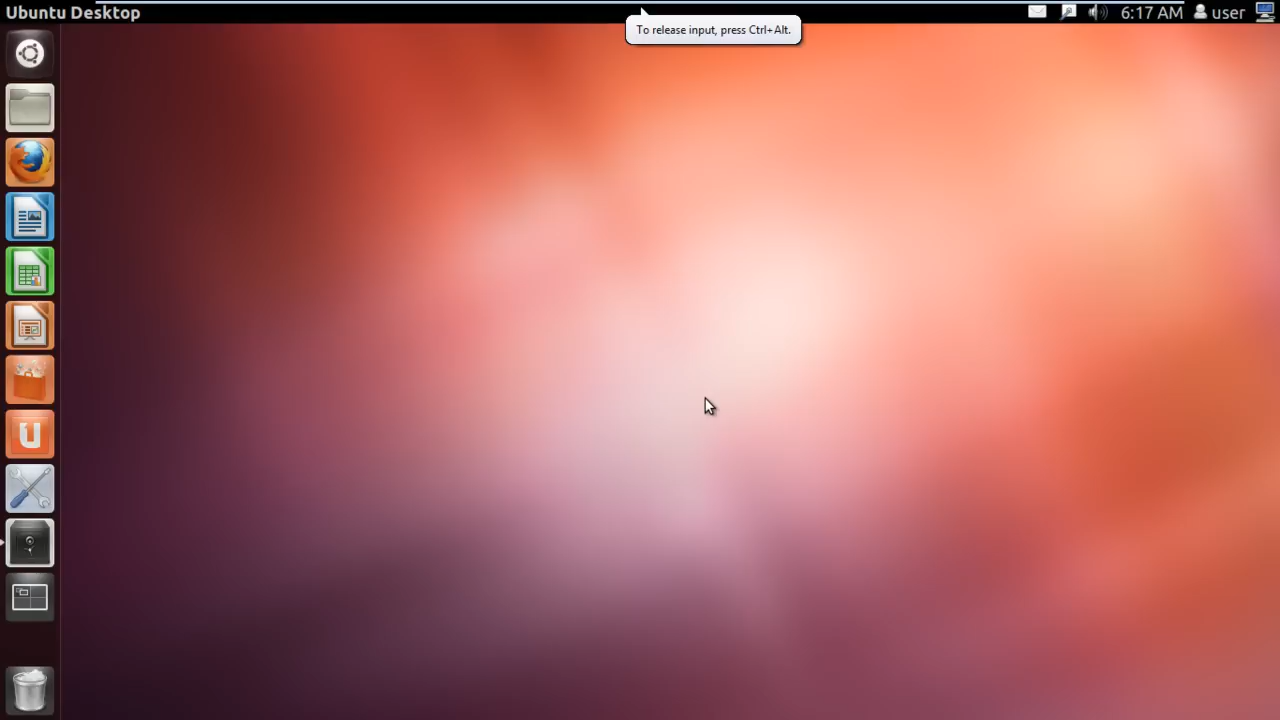 Ubuntu Desktop
6:17 AM user
To release input, press Ctrl+Alt.